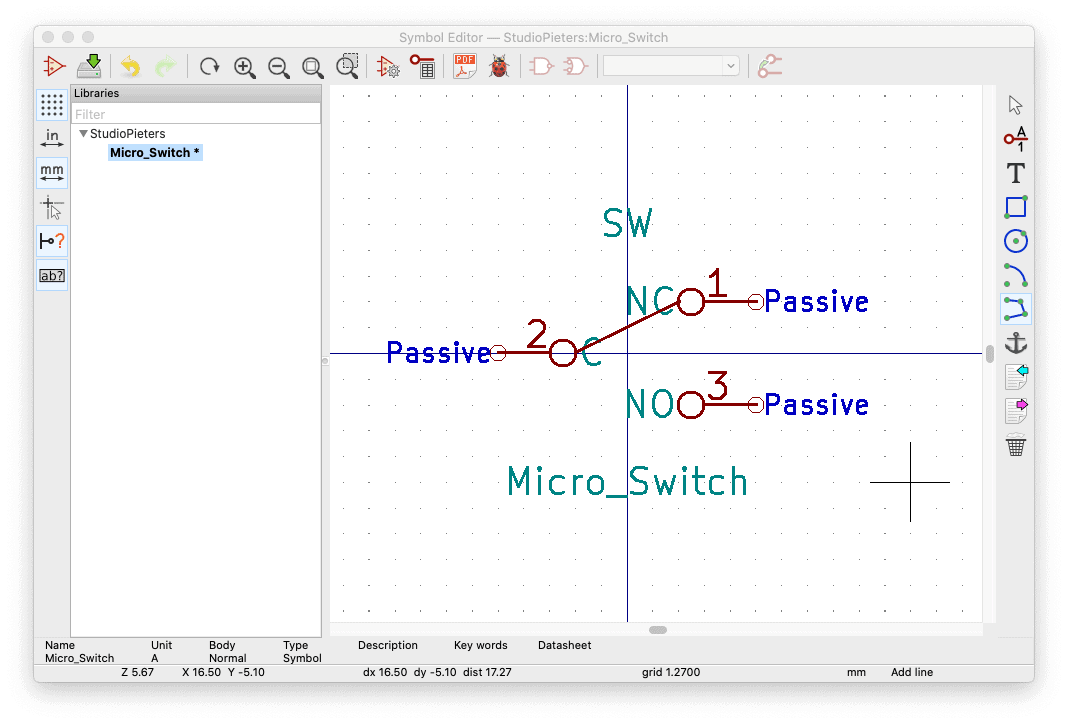 Symbol Editor — StudioPieters:Micro_Switch
PDF
Libraries
Filter
StudioPieters
Micro_Switch *
in
mm
ab?
A
1
T
SW
NC 1 Passive
Passive 2 C
NO 3 Passive
Micro_Switch
Name Unit Body Type Description Key words Datasheet
Micro_Switch A Normal Symbol
Z 5.67 X 16.50 Y -5.10 dx 16.50 dy -5.10 dist 17.27 grid 1.2700 mm Add line